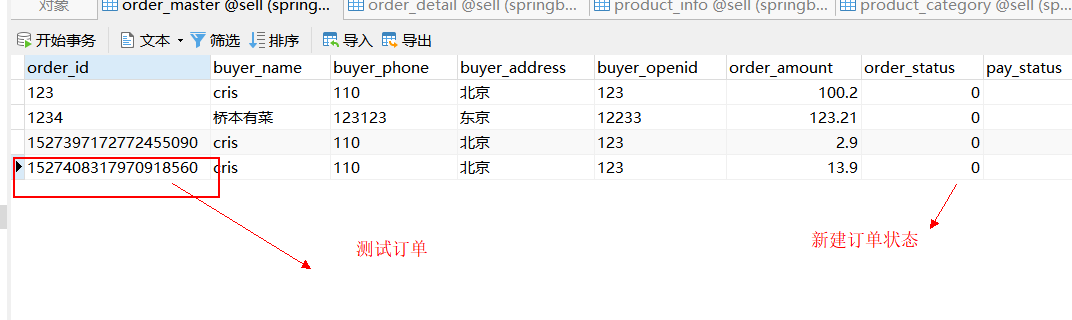 对象 order_master @sell (spring... order_detail @sell (springb... product_info @sell (springb... product_category @sell (spring...
开始事务 文本 筛选 排序 导入 导出
order_id buyer_name buyer_phone buyer_address buyer_openid order_amount order_status pay_status
123 cris 110 北京 123 100.2 0
1234 桥本有菜 123123 东京 12233 123.21 0
1527397172772455090 cris 110 北京 123 2.9 0
1527408317970918560 cris 110 北京 123 13.9 0
测试订单 新建订单状态